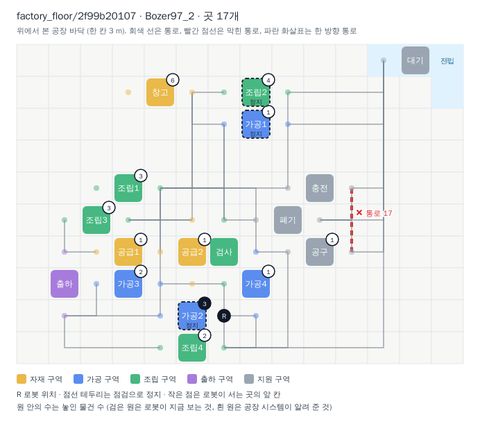 factory_floor/2f99b20107 · Bozer97_2 · 곳 17개
위에서 본 공장 바닥 (한 칸 3 m). 회색 선은 통로, 빨간 점선은 막힌 통로, 파란 화살표는 한 방향 통로
대기
전립
창고 6
조립2 4
정지
가공1 1
정지
조립1 3
충전
조립3 3
폐기
✕ 통로 17
공급1 1
공급2 1
검사
공구 1
출하
가공3 2
가공4 1
가공2 3
정지
R
조립4 2
자재 구역
가공 구역
조립 구역
출하 구역
지원 구역
R 로봇 위치 · 점선 테두리는 점검으로 정지 · 작은 점은 로봇이 서는 곳의 앞 칸
원 안의 수는 놓인 물건 수 (검은 원은 로봇이 지금 보는 것, 흰 원은 공장 시스템이 알려 준 것)